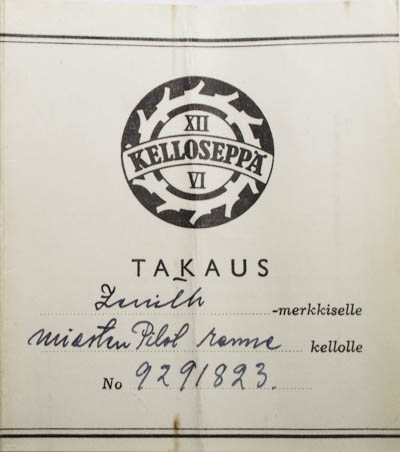 XII
KELLOSEPPÄ
VI
TAKAUS
Zenith -merkkiselle
miesten Pilot ranne kellolle
No 9291823.